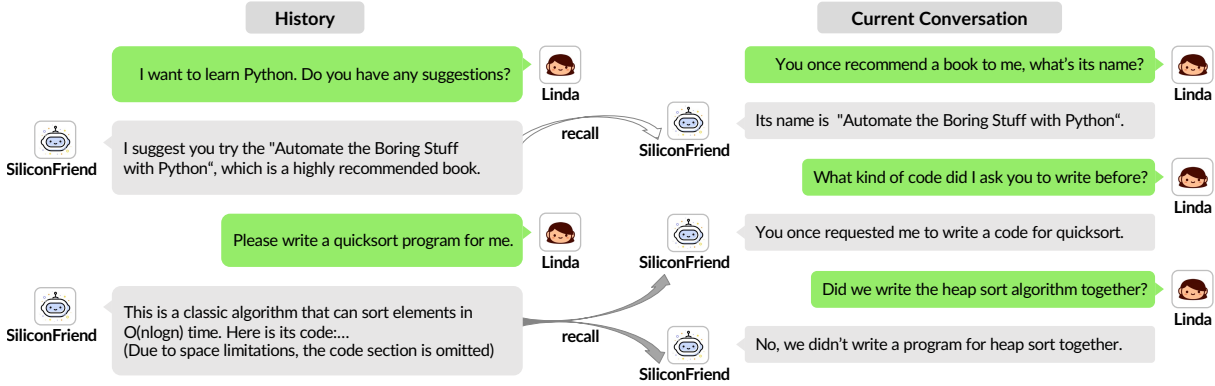 History
I want to learn Python. Do you have any suggestions?
Linda
SiliconFriend
I suggest you try the "Automate the Boring Stuff
with Python“, which is a highly recommended book.
Please write a quicksort program for me.
Linda
SiliconFriend
This is a classic algorithm that can sort elements in
O(nlogn) time. Here is its code:...
(Due to space limitations, the code section is omitted)
recall
recall
Current Conversation
You once recommend a book to me, what's its name?
Linda
SiliconFriend
Its name is "Automate the Boring Stuff with Python“.
What kind of code did I ask you to write before?
Linda
SiliconFriend
You once requested me to write a code for quicksort.
Did we write the heap sort algorithm together?
Linda
SiliconFriend
No, we didn't write a program for heap sort together.